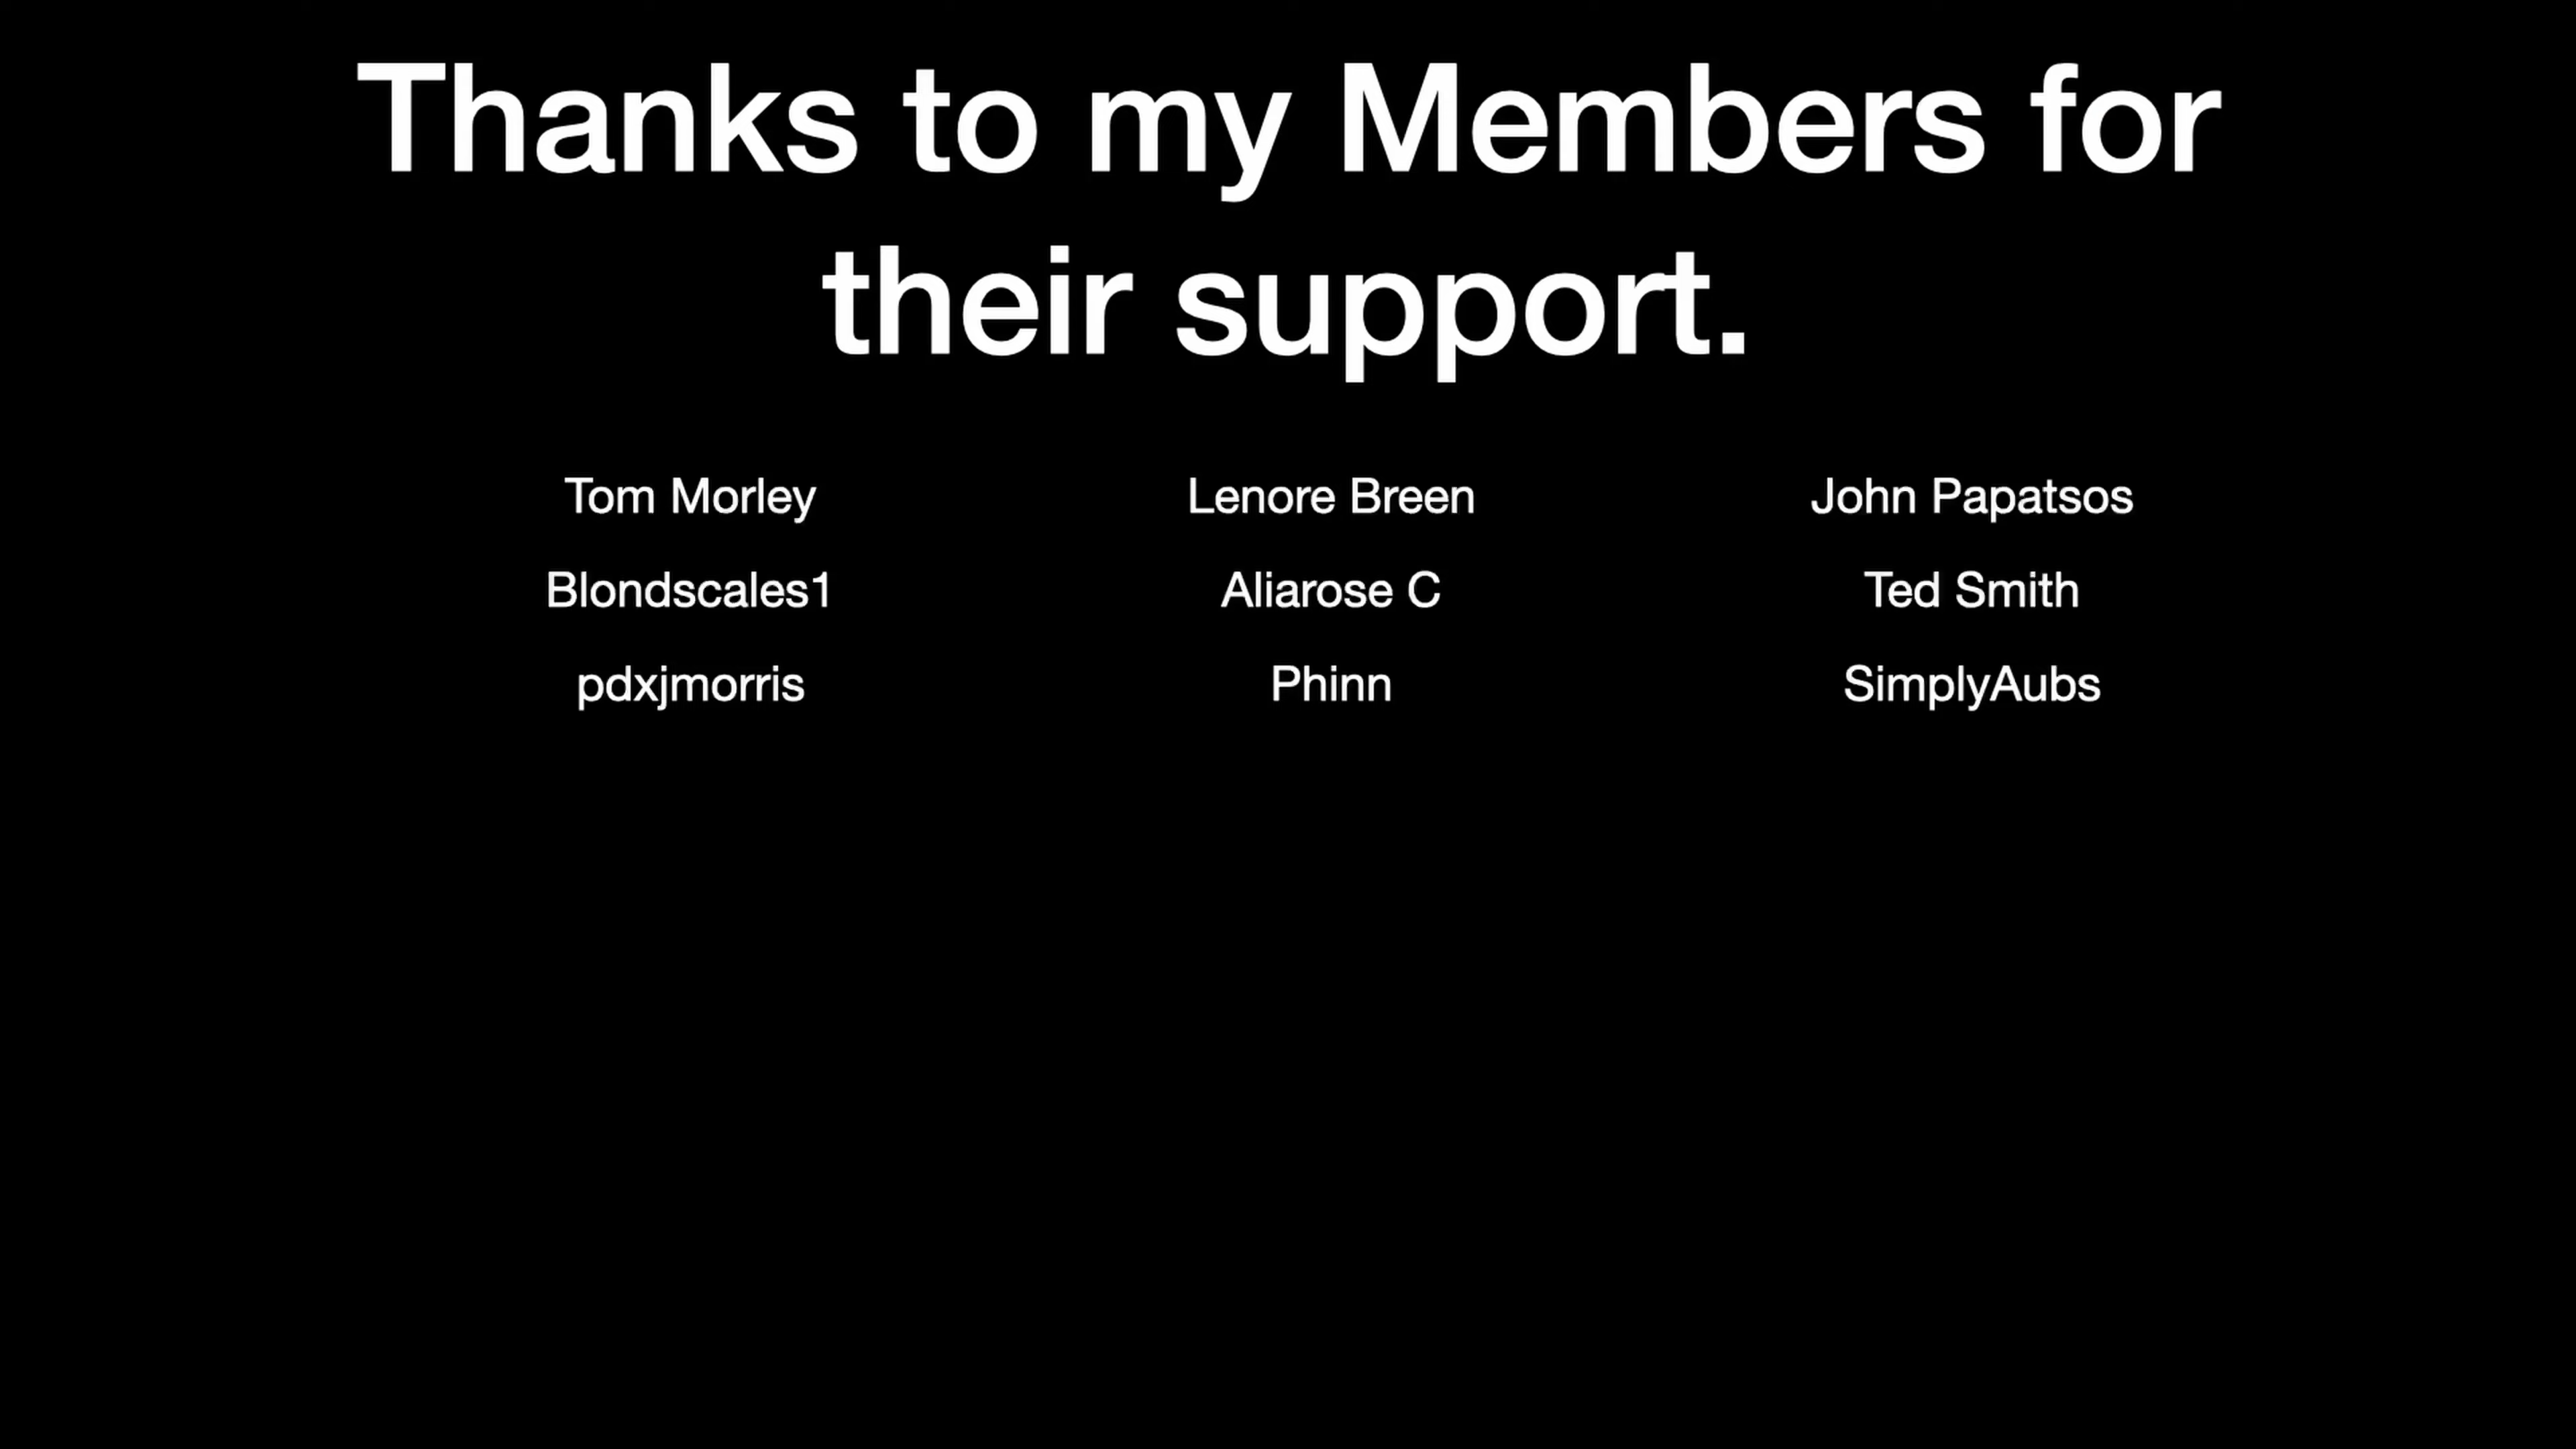 Thanks to my Members for
their support.
Tom Morley Lenore Breen John Papatsos
Blondscales1 Aliarose C Ted Smith
pdxjmorris Phinn SimplyAubs